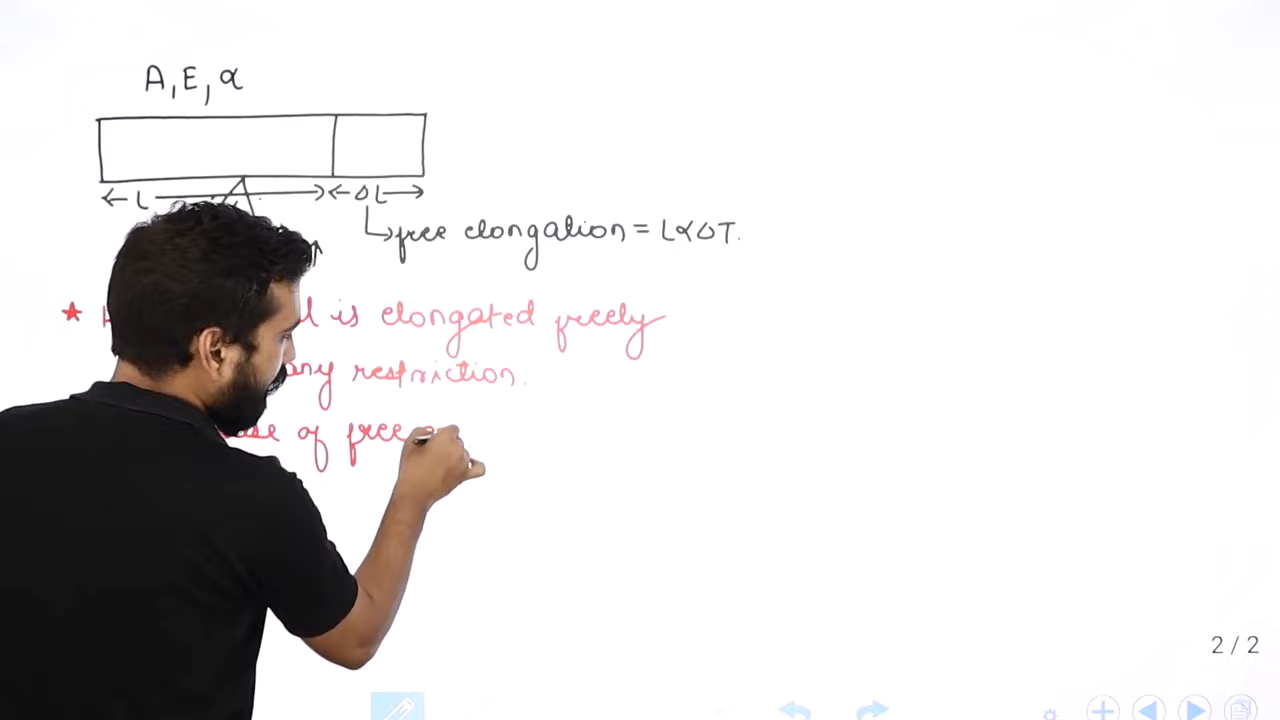 A, E, α
L ΔL
free elongation = LαΔT.
is elongated freely
any restriction.
of free
2 / 2